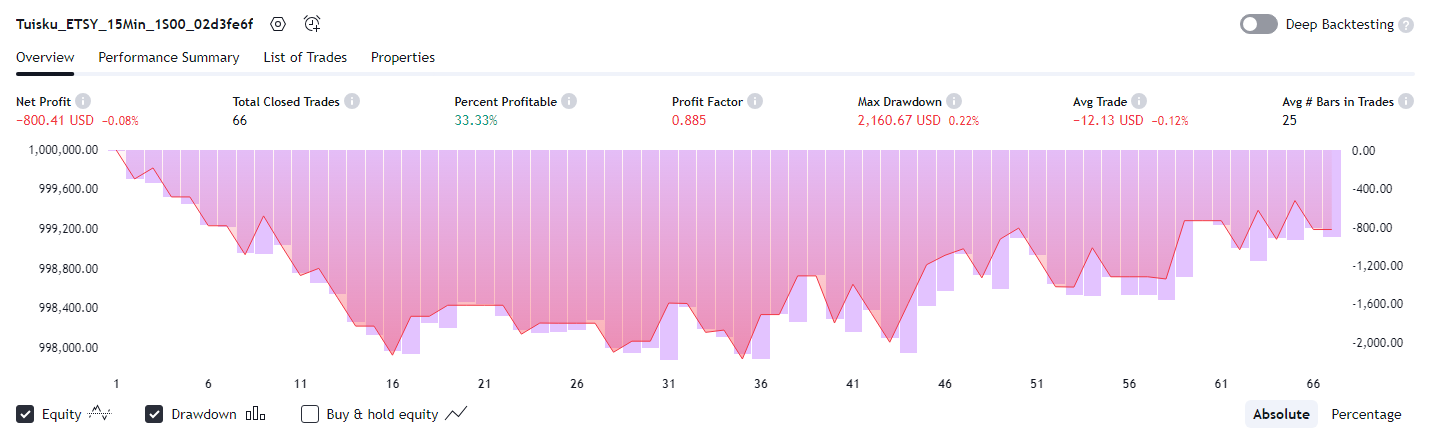 Tuisku_ETSY_15Min_1S00_02d3fe6f
Deep Backtesting ?
Overview Performance Summary List of Trades Properties
Net Profit Total Closed Trades Percent Profitable Profit Factor Max Drawdown Avg Trade Avg # Bars in Trades
−800.41 USD −0.08% 66 33.33% 0.885 2,160.67 USD 0.22% −12.13 USD −0.12% 25
1,000,000.00 0.00
999,600.00 -400.00
999,200.00 -800.00
998,800.00 -1,200.00
998,400.00 -1,600.00
998,000.00 -2,000.00
1 6 11 16 21 26 31 36 41 46 51 56 61 66
Equity Drawdown Buy & hold equity Absolute Percentage